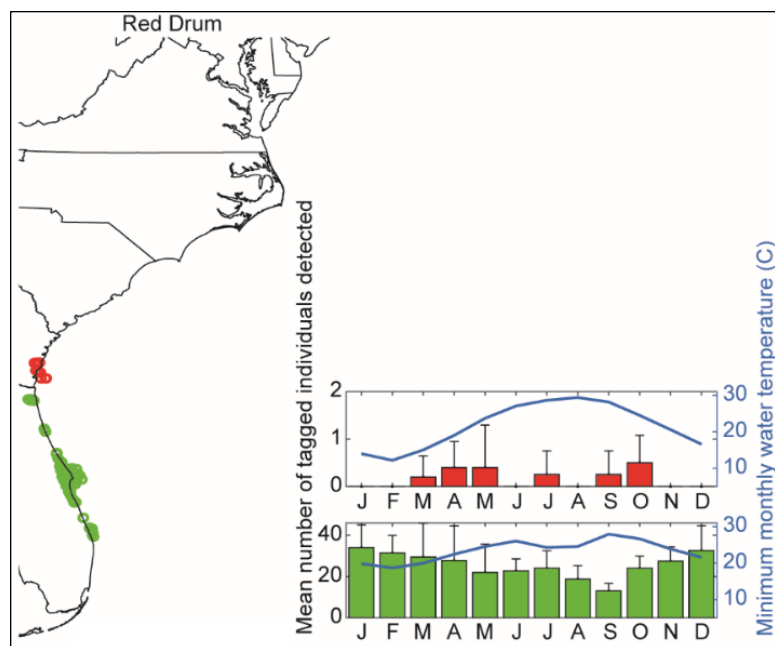 Red Drum
Mean number of tagged individuals detected
Minimum monthly water temperature (C)
2
1
0
30
20
10
J F M A M J J A S O N D
40
20
0
30
20
10
J F M A M J J A S O N D